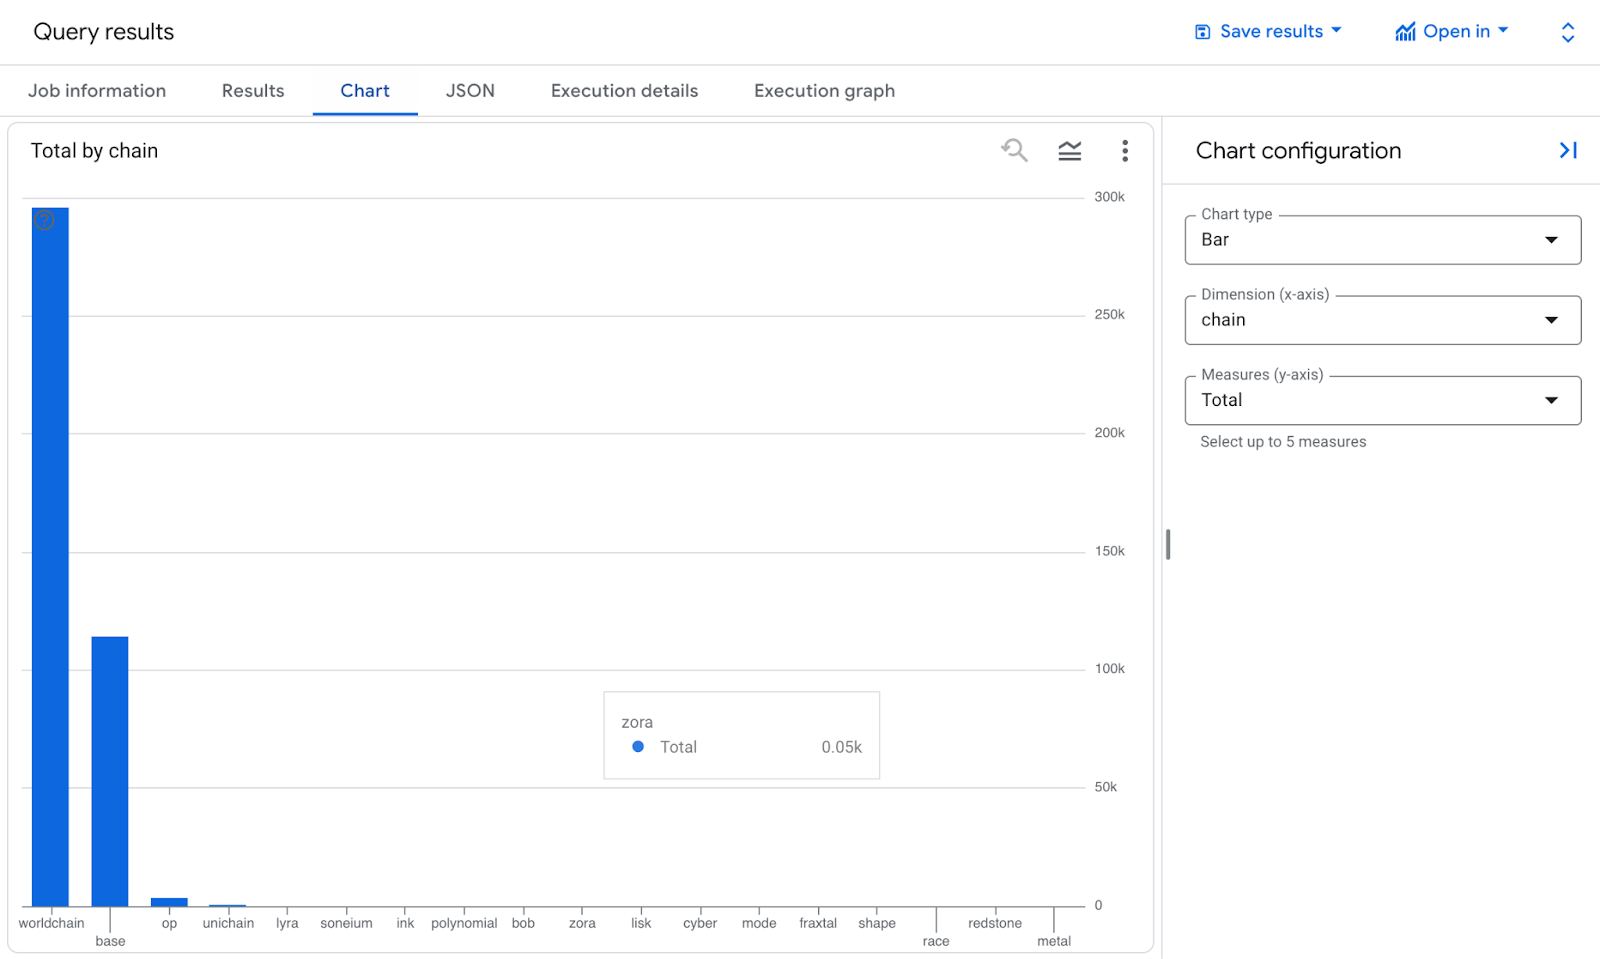 Query results
Save results
Open in
Job information Results Chart JSON Execution details Execution graph
Total by chain
300k
250k
200k
150k
100k
50k
0
zora
Total 0.05k
worldchain base op unichain lyra soneium ink polynomial bob zora lisk cyber mode fraxtal shape race redstone metal
Chart configuration
Chart type
Bar
Dimension (x-axis)
chain
Measures (y-axis)
Total
Select up to 5 measures